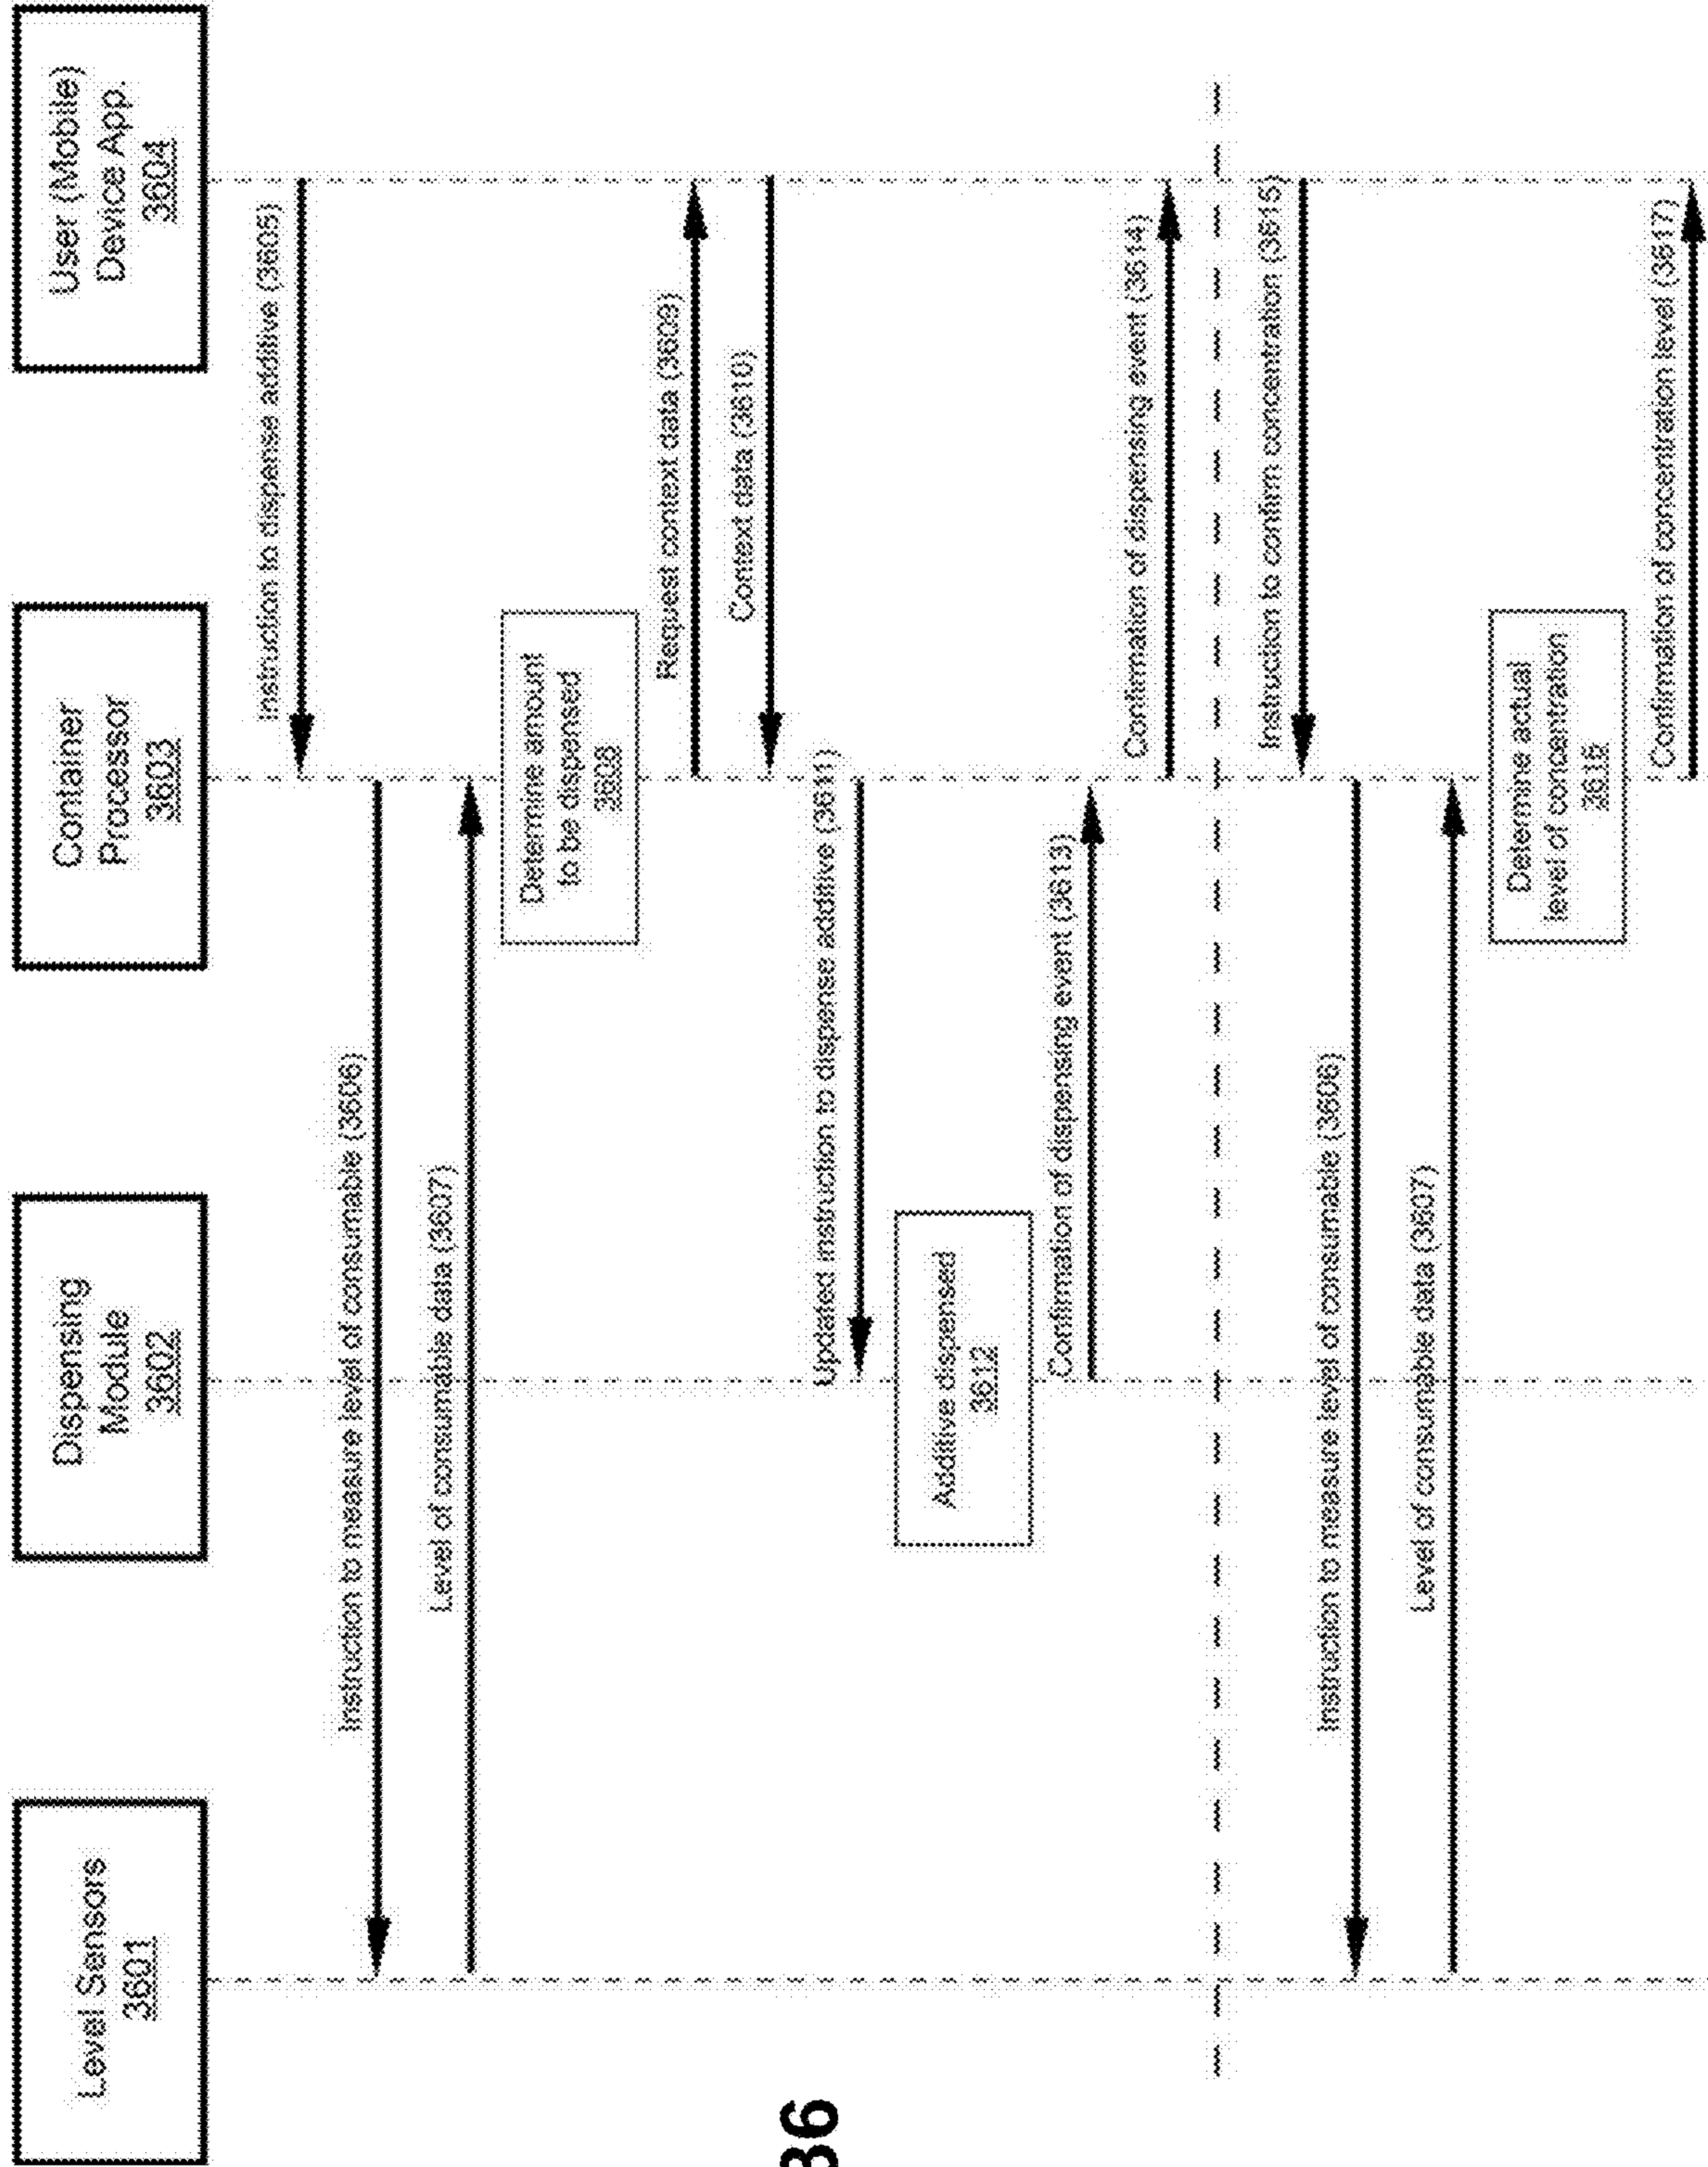 Level Sensors
3601
Dispensing
Module
3602
Container
Processor
3603
User (Mobile)
Device App.
3604
Instruction to dispense additive (3605)
Instruction to measure level of consumable (3606)
Level of consumable data (3607)
Determine amount
to be dispensed
3608
Request context data (3609)
Context data (3610)
Updated instruction to dispense additive (3611)
Additive dispensed
3612
Confirmation of dispensing event (3613)
Confirmation of dispensing event (3614)
Instruction to confirm concentration (3615)
Instruction to measure level of consumable (3606)
Level of consumable data (3607)
Determine actual
level of concentration
3616
Confirmation of concentration level (3617)
36